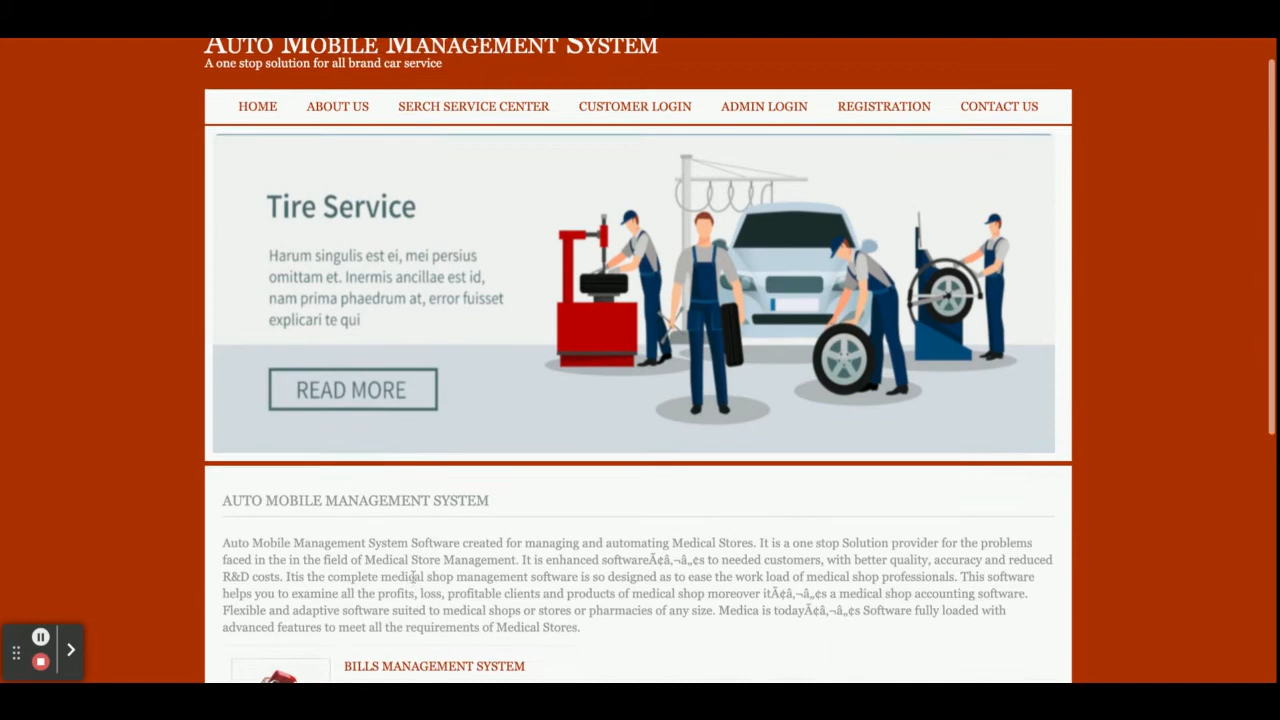 AUTO MOBILE MANAGEMENT SYSTEM
A one stop solution for all brand car service
HOME ABOUT US SERCH SERVICE CENTER CUSTOMER LOGIN ADMIN LOGIN REGISTRATION CONTACT US
Tire Service
Harum singulis est ei, mei persius
omittam et. Inermis ancillae est id,
nam prima phaedrum at, error fuisset
explicari te qui
READ MORE
AUTO MOBILE MANAGEMENT SYSTEM
Auto Mobile Management System Software created for managing and automating Medical Stores. It is a one stop Solution provider for the problems
faced in the in the field of Medical Store Management. It is enhanced softwareÃ¢â‚¬â„¢s to needed customers, with better quality, accuracy and reduced
R&D costs. Itis the complete medical shop management software is so designed as to ease the work load of medical shop professionals. This software
helps you to examine all the profits, loss, profitable clients and products of medical shop moreover itÃ¢â‚¬â„¢s a medical shop accounting software.
Flexible and adaptive software suited to medical shops or stores or pharmacies of any size. Medica is todayÃ¢â‚¬â„¢s Software fully loaded with
advanced features to meet all the requirements of Medical Stores.
BILLS MANAGEMENT SYSTEM